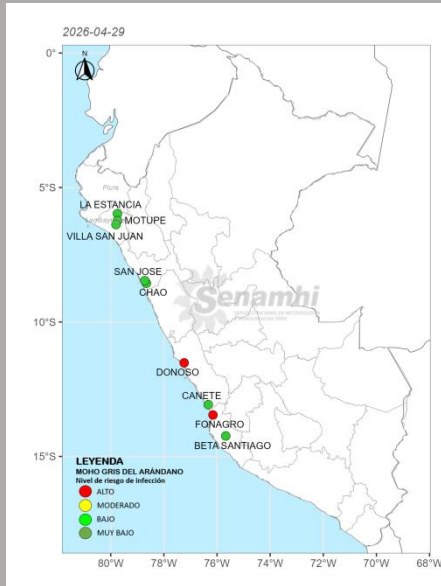 2026-04-29
N
0°
5°S
10°S
15°S
Piura
LA ESTANCIA
MOTUPE
VILLA SAN JUAN
SAN JOSE
CHAO
Senamhi
DONOSO
CANETE
FONAGRO
BETA SANTIAGO
LEYENDA
MOHO GRIS DEL ARÁNDANO
Nivel de riesgo de infección
ALTO
MODERADO
BAJO
MUY BAJO
80°W 78°W 76°W 74°W 72°W 70°W 68°W